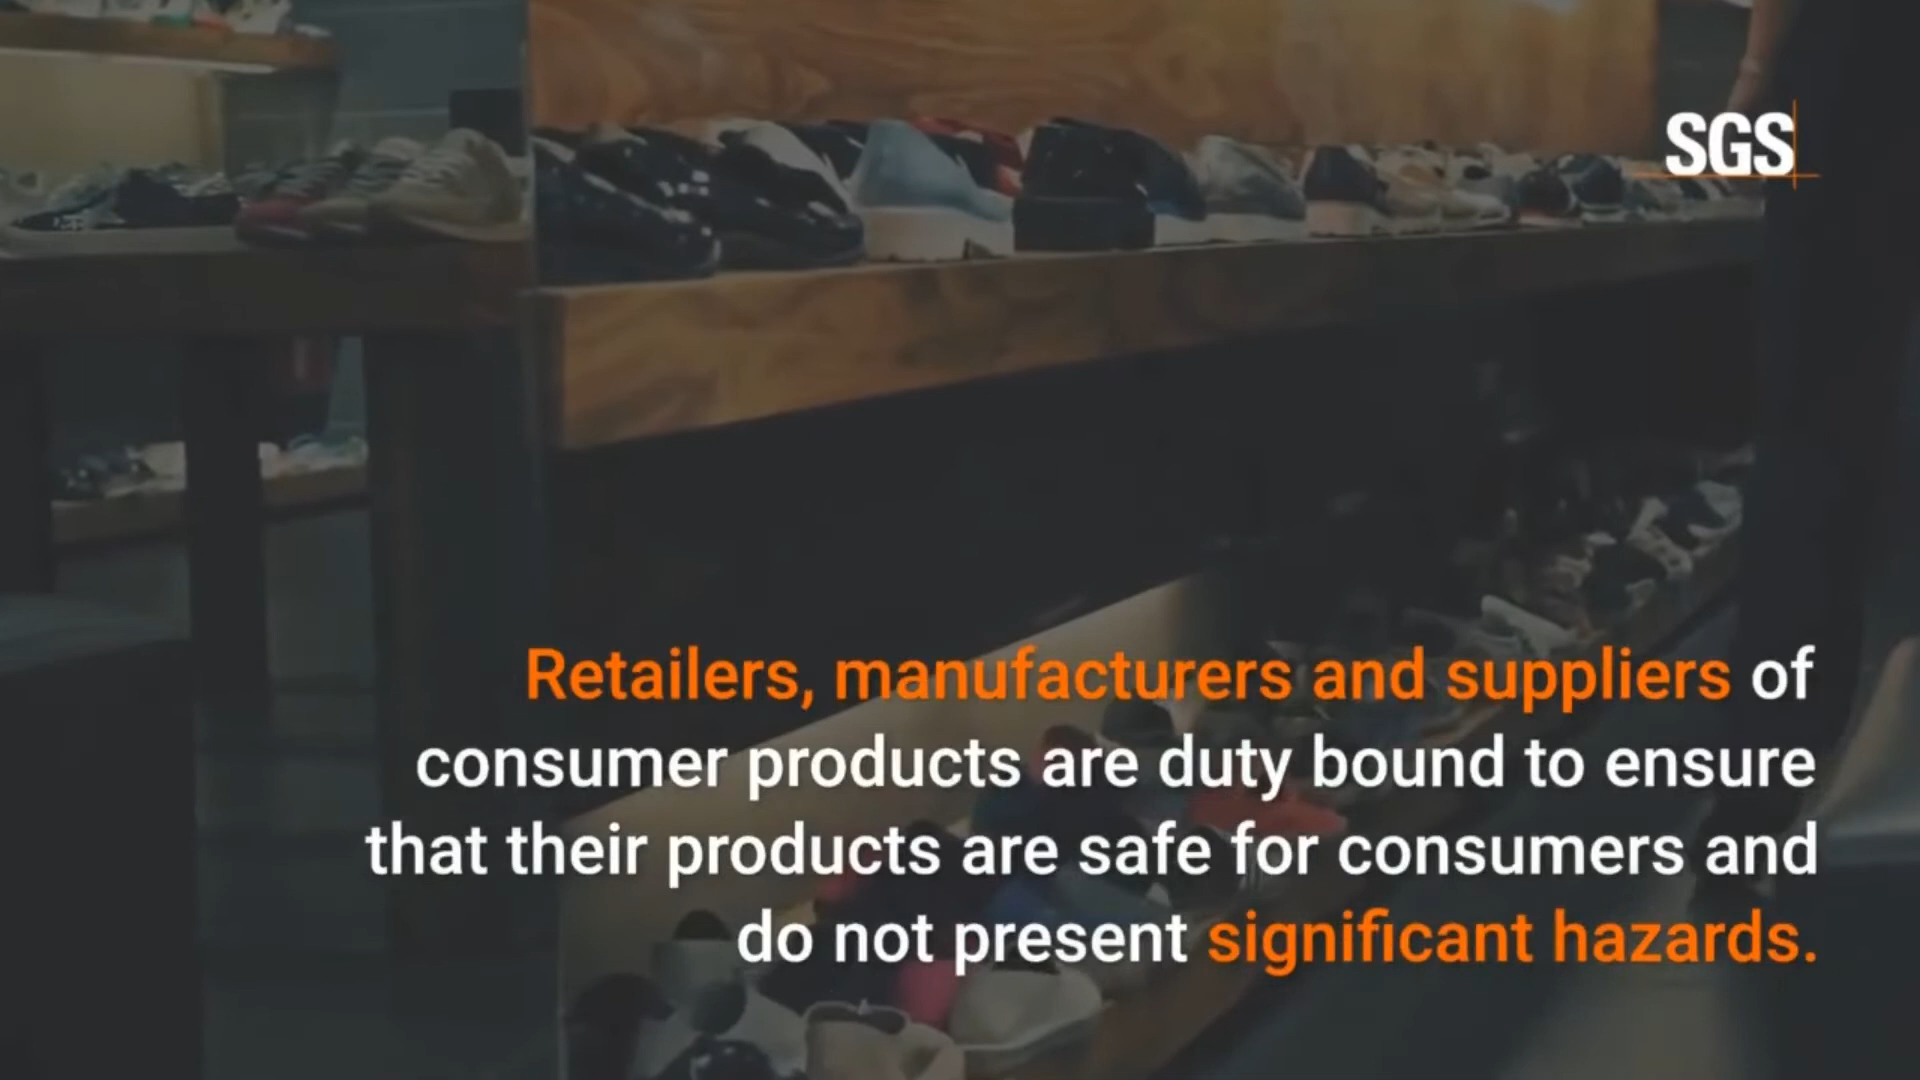 SGS
Retailers, manufacturers and suppliers of
consumer products are duty bound to ensure
that their products are safe for consumers and
do not present significant hazards.